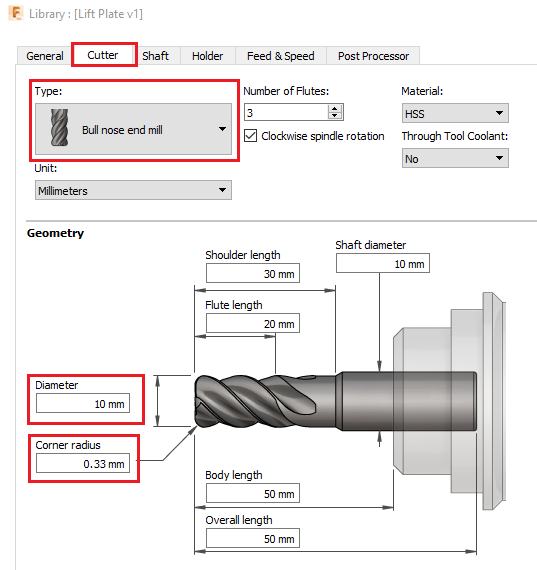 Library : [Lift Plate v1]
General Cutter Shaft Holder Feed & Speed Post Processor
Type: Number of Flutes: Material:
Bull nose end mill 3 HSS
Clockwise spindle rotation Through Tool Coolant:
No
Unit:
Millimeters
Geometry
Shoulder length Shaft diameter
30 mm 10 mm
Flute length
20 mm
Diameter
10 mm
Corner radius
0.33 mm
Body length
50 mm
Overall length
50 mm